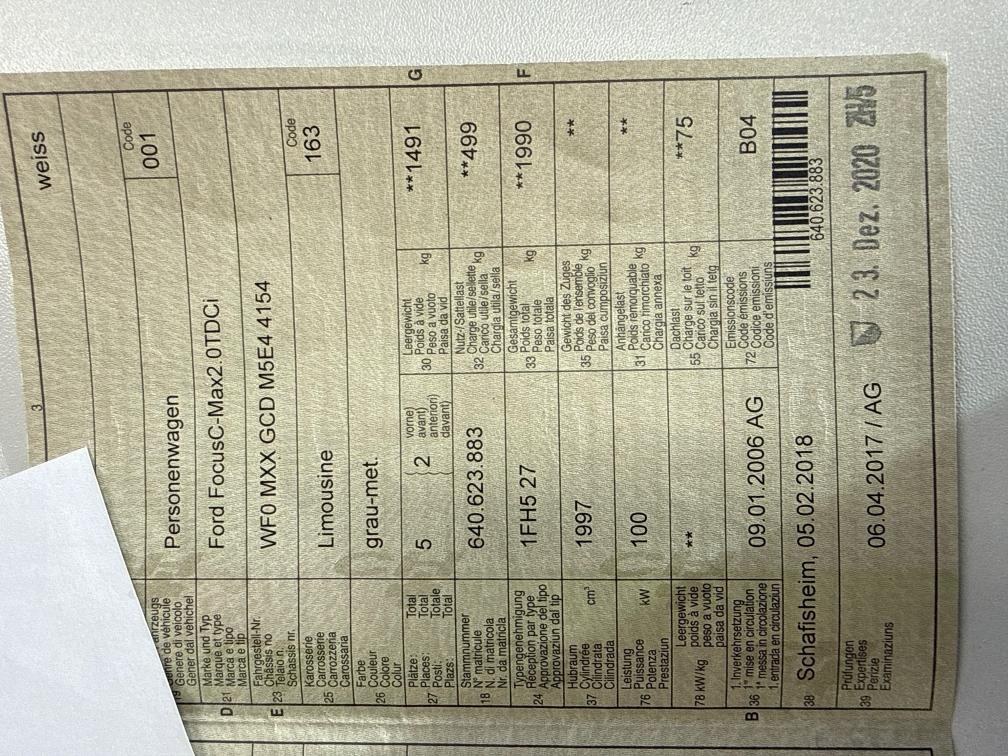 3
weiss
Genre de véhicule
Genere di veicolo
Gener dal vehichel
Personenwagen
Code
001
D 21 Marke und Typ
Marque et type
Marca e tipo
Marca e tip
Ford FocusC-Max2.0TDCi
E 23 Fahrgestell-Nr.
Châssis no
Telaio n.
Schassis nr.
WF0 MXX GCD M5E4 4154
25 Karosserie
Carrosserie
Carrozzeria
Carossaria
Limousine
Code
163
26 Farbe
Couleur
Colore
Colur
grau-met.
27 Plätze: Total
Places: Total
Posti: Totale
Plazs: Total
5
2
vorne)
avant)
anteriori)
davant)
30 Leergewicht
Poids à vide
Peso a vuoto
Paisa da vid
kg
**1491
G
18 Stammnummer
N° matricule
N. di matricola
Nr. da matricla
640.623.883
32 Nutz-/Sattellast
Charge utile/sellette
Carico utile/sella
Chargia utila/sella
kg
**499
24 Typengenehmigung
Réception par type
Approvazione del tipo
Approvaziun dal tip
1FH5 27
33 Gesamtgewicht
Poids total
Peso totale
Paisa totala
kg
**1990
F
37 Hubraum
Cylindrée
Cilindrata
Cilindrada
cm³
1997
35 Gewicht des Zuges
Poids de l'ensemble
Peso del convoglio
Paisa cumposiziun
kg
**
76 Leistung
Puissance
Potenza
Prestaziun
kW
100
31 Anhängelast
Poids remorquable
Carico rimorchiato
Chargia annexa
kg
**
78 kW/kg Leergewicht
poids à vide
peso a vuoto
paisa da vid
**
55 Dachlast
Charge sur le toit
Carico sul tetto
Chargia sin il tetg
kg
**75
B 36 1. Inverkehrsetzung
1re mise en circulation
1a messa in circolazione
1. entrada en circulaziun
09.01.2006 AG
72 Emissionscode
Code émissions
Codice emissioni
Code d'emissiuns
B04
38 Schafisheim, 05.02.2018
640.623.883
39 Prüfungen
Expertises
Perizie
Examinaziuns
06.04.2017 / AG
23. Dez. 2020 ZH/5